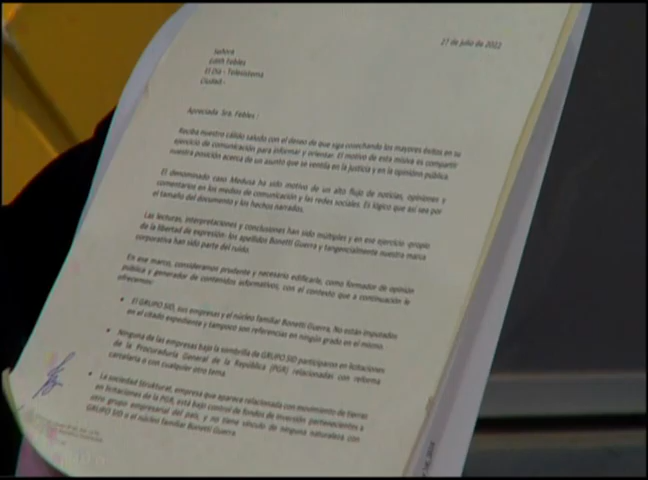 27 de julio de 2022
Señora
Edith Febles
El Día - Telesistema
Ciudad.-
Apreciada Sra. Febles :
Reciba nuestro cálido saludo con el deseo de que siga cosechando los mayores éxitos en su
ejercicio de comunicación para informar y orientar. El motivo de esta misiva es compartir
nuestra posición acerca de un asunto que se ventila en la justicia y en la opinión pública.
El denominado caso Medusa ha sido motivo de un alto flujo de noticias, opiniones y
comentarios en los medios de comunicación y las redes sociales. Es lógico que así sea por
el tamaño del documento y los hechos narrados.
Las lecturas, interpretaciones y conclusiones han sido múltiples y en ese ejercicio -propio
de la libertad de expresión- los apellidos Bonetti Guerra y tangencialmente nuestra marca
corporativa han sido parte del ruido.
En ese marco, consideramos prudente y necesario edificarle, como formador de opinión
pública y generador de contenidos informativos, con el contexto que a continuación le
ofrecemos:
• El GRUPO SID, sus empresas y el núcleo familiar Bonetti Guerra, No están imputados
en el citado expediente y tampoco son referencias en ningún grado en el mismo.
• Ninguna de las empresas bajo la sombrilla de GRUPO SID participaron en licitaciones
de la Procuraduría General de la República (PGR) relacionadas con reforma
carcelaria o con cualquier otro tema.
• La sociedad Struktural, empresa que aparece relacionada con movimiento de tierras
en licitaciones de la PGR, está bajo control de fondos de inversión pertenecientes a
otro grupo empresarial del país, y no tiene vínculo de ninguna naturaleza con
GRUPO SID o el núcleo familiar Bonetti Guerra